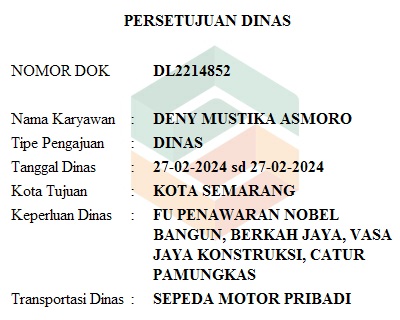 PERSETUJUAN DINAS
NOMOR DOK DL2214852
Nama Karyawan : DENY MUSTIKA ASMORO
Tipe Pengajuan : DINAS
Tanggal Dinas : 27-02-2024 sd 27-02-2024
Kota Tujuan : KOTA SEMARANG
Keperluan Dinas : FU PENAWARAN NOBEL
BANGUN, BERKAH JAYA, VASA
JAYA KONSTRUKSI, CATUR
PAMUNGKAS
Transportasi Dinas : SEPEDA MOTOR PRIBADI